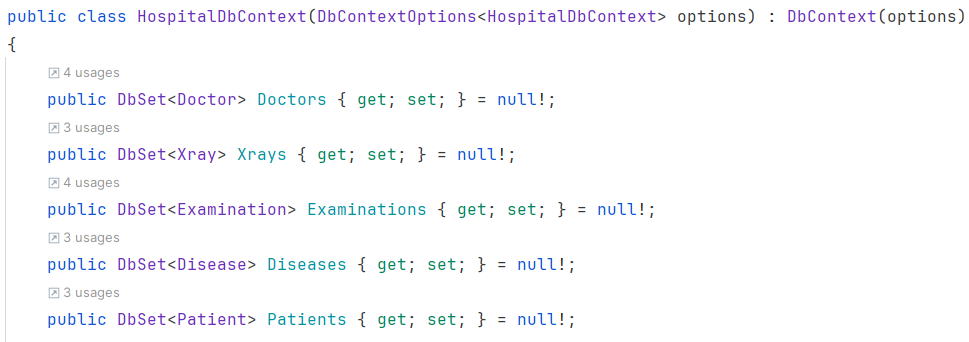 public class HospitalDbContext(DbContextOptions<HospitalDbContext> options) : DbContext(options)
{
4 usages
public DbSet<Doctor> Doctors { get; set; } = null!;
3 usages
public DbSet<Xray> Xrays { get; set; } = null!;
4 usages
public DbSet<Examination> Examinations { get; set; } = null!;
3 usages
public DbSet<Disease> Diseases { get; set; } = null!;
3 usages
public DbSet<Patient> Patients { get; set; } = null!;